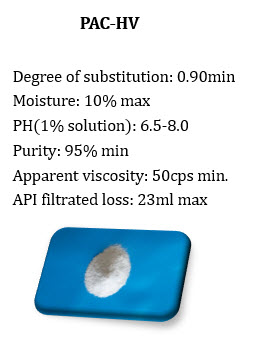 PAC-HV
Degree of substitution: 0.90min
Moisture: 10% max
PH(1% solution): 6.5-8.0
Purity: 95% min
Apparent viscosity: 50cps min.
API filtrated loss: 23ml max